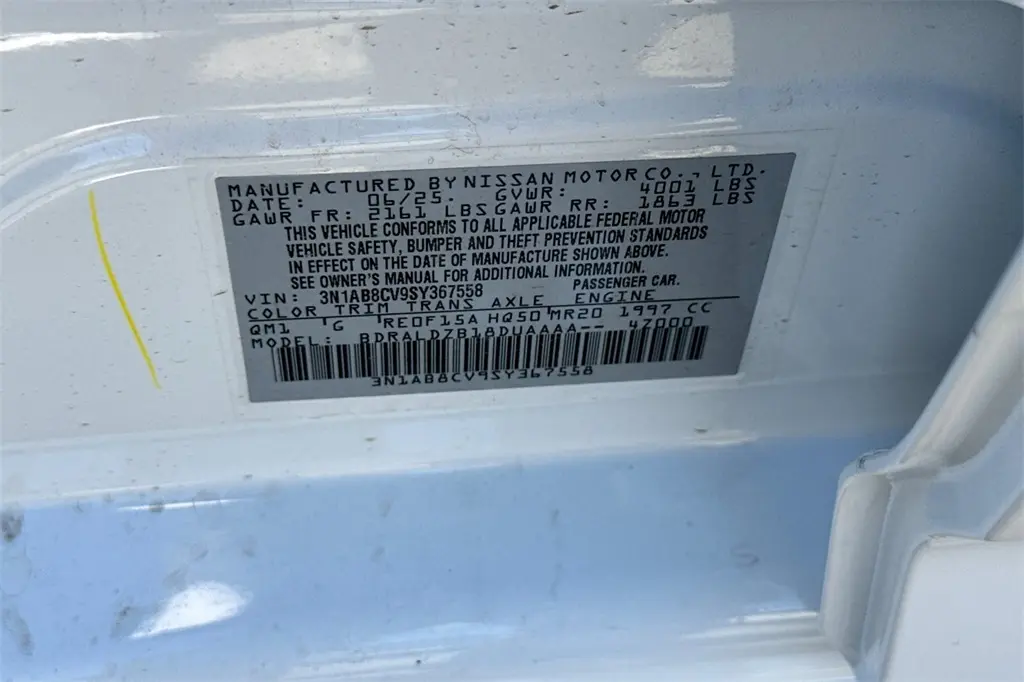 MANUFACTURED BY NISSAN MOTOR CO., LTD.
DATE: 06/25. GVWR: 4001 LBS
GAWR FR: 2161 LBS GAWR RR: 1863 LBS
THIS VEHICLE CONFORMS TO ALL APPLICABLE FEDERAL MOTOR
VEHICLE SAFETY, BUMPER AND THEFT PREVENTION STANDARDS
IN EFFECT ON THE DATE OF MANUFACTURE SHOWN ABOVE.
SEE OWNER'S MANUAL FOR ADDITIONAL INFORMATION.
VIN: 3N1AB8CV9SY367558 PASSENGER CAR.
COLOR TRIM TRANS AXLE ENGINE
QM1 G RE0F15A HQ50 MR20 1997 CC
MODEL: BDRALDZB18DUAAAA-- 47000
3N1AB8CV9SY367558